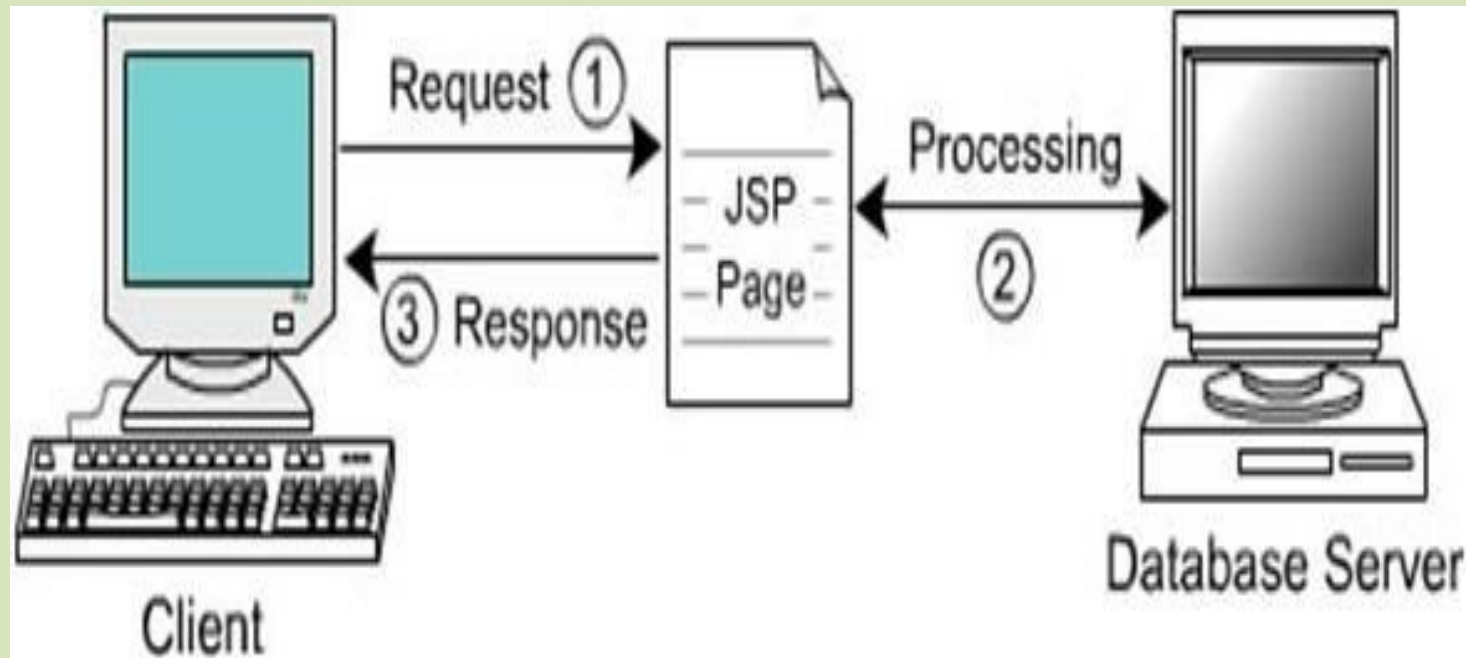 Request 1
JSP
Page
Processing
2
3 Response
Client
Database Server